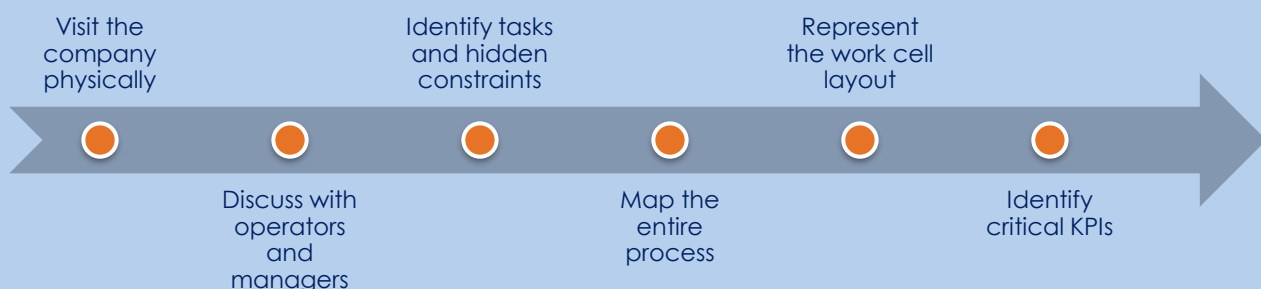 Visit the
company
physically
Discuss with
operators
and
managers
Identify tasks
and hidden
constraints
Map the
entire
process
Represent
the work cell
layout
Identify
critical KPIs